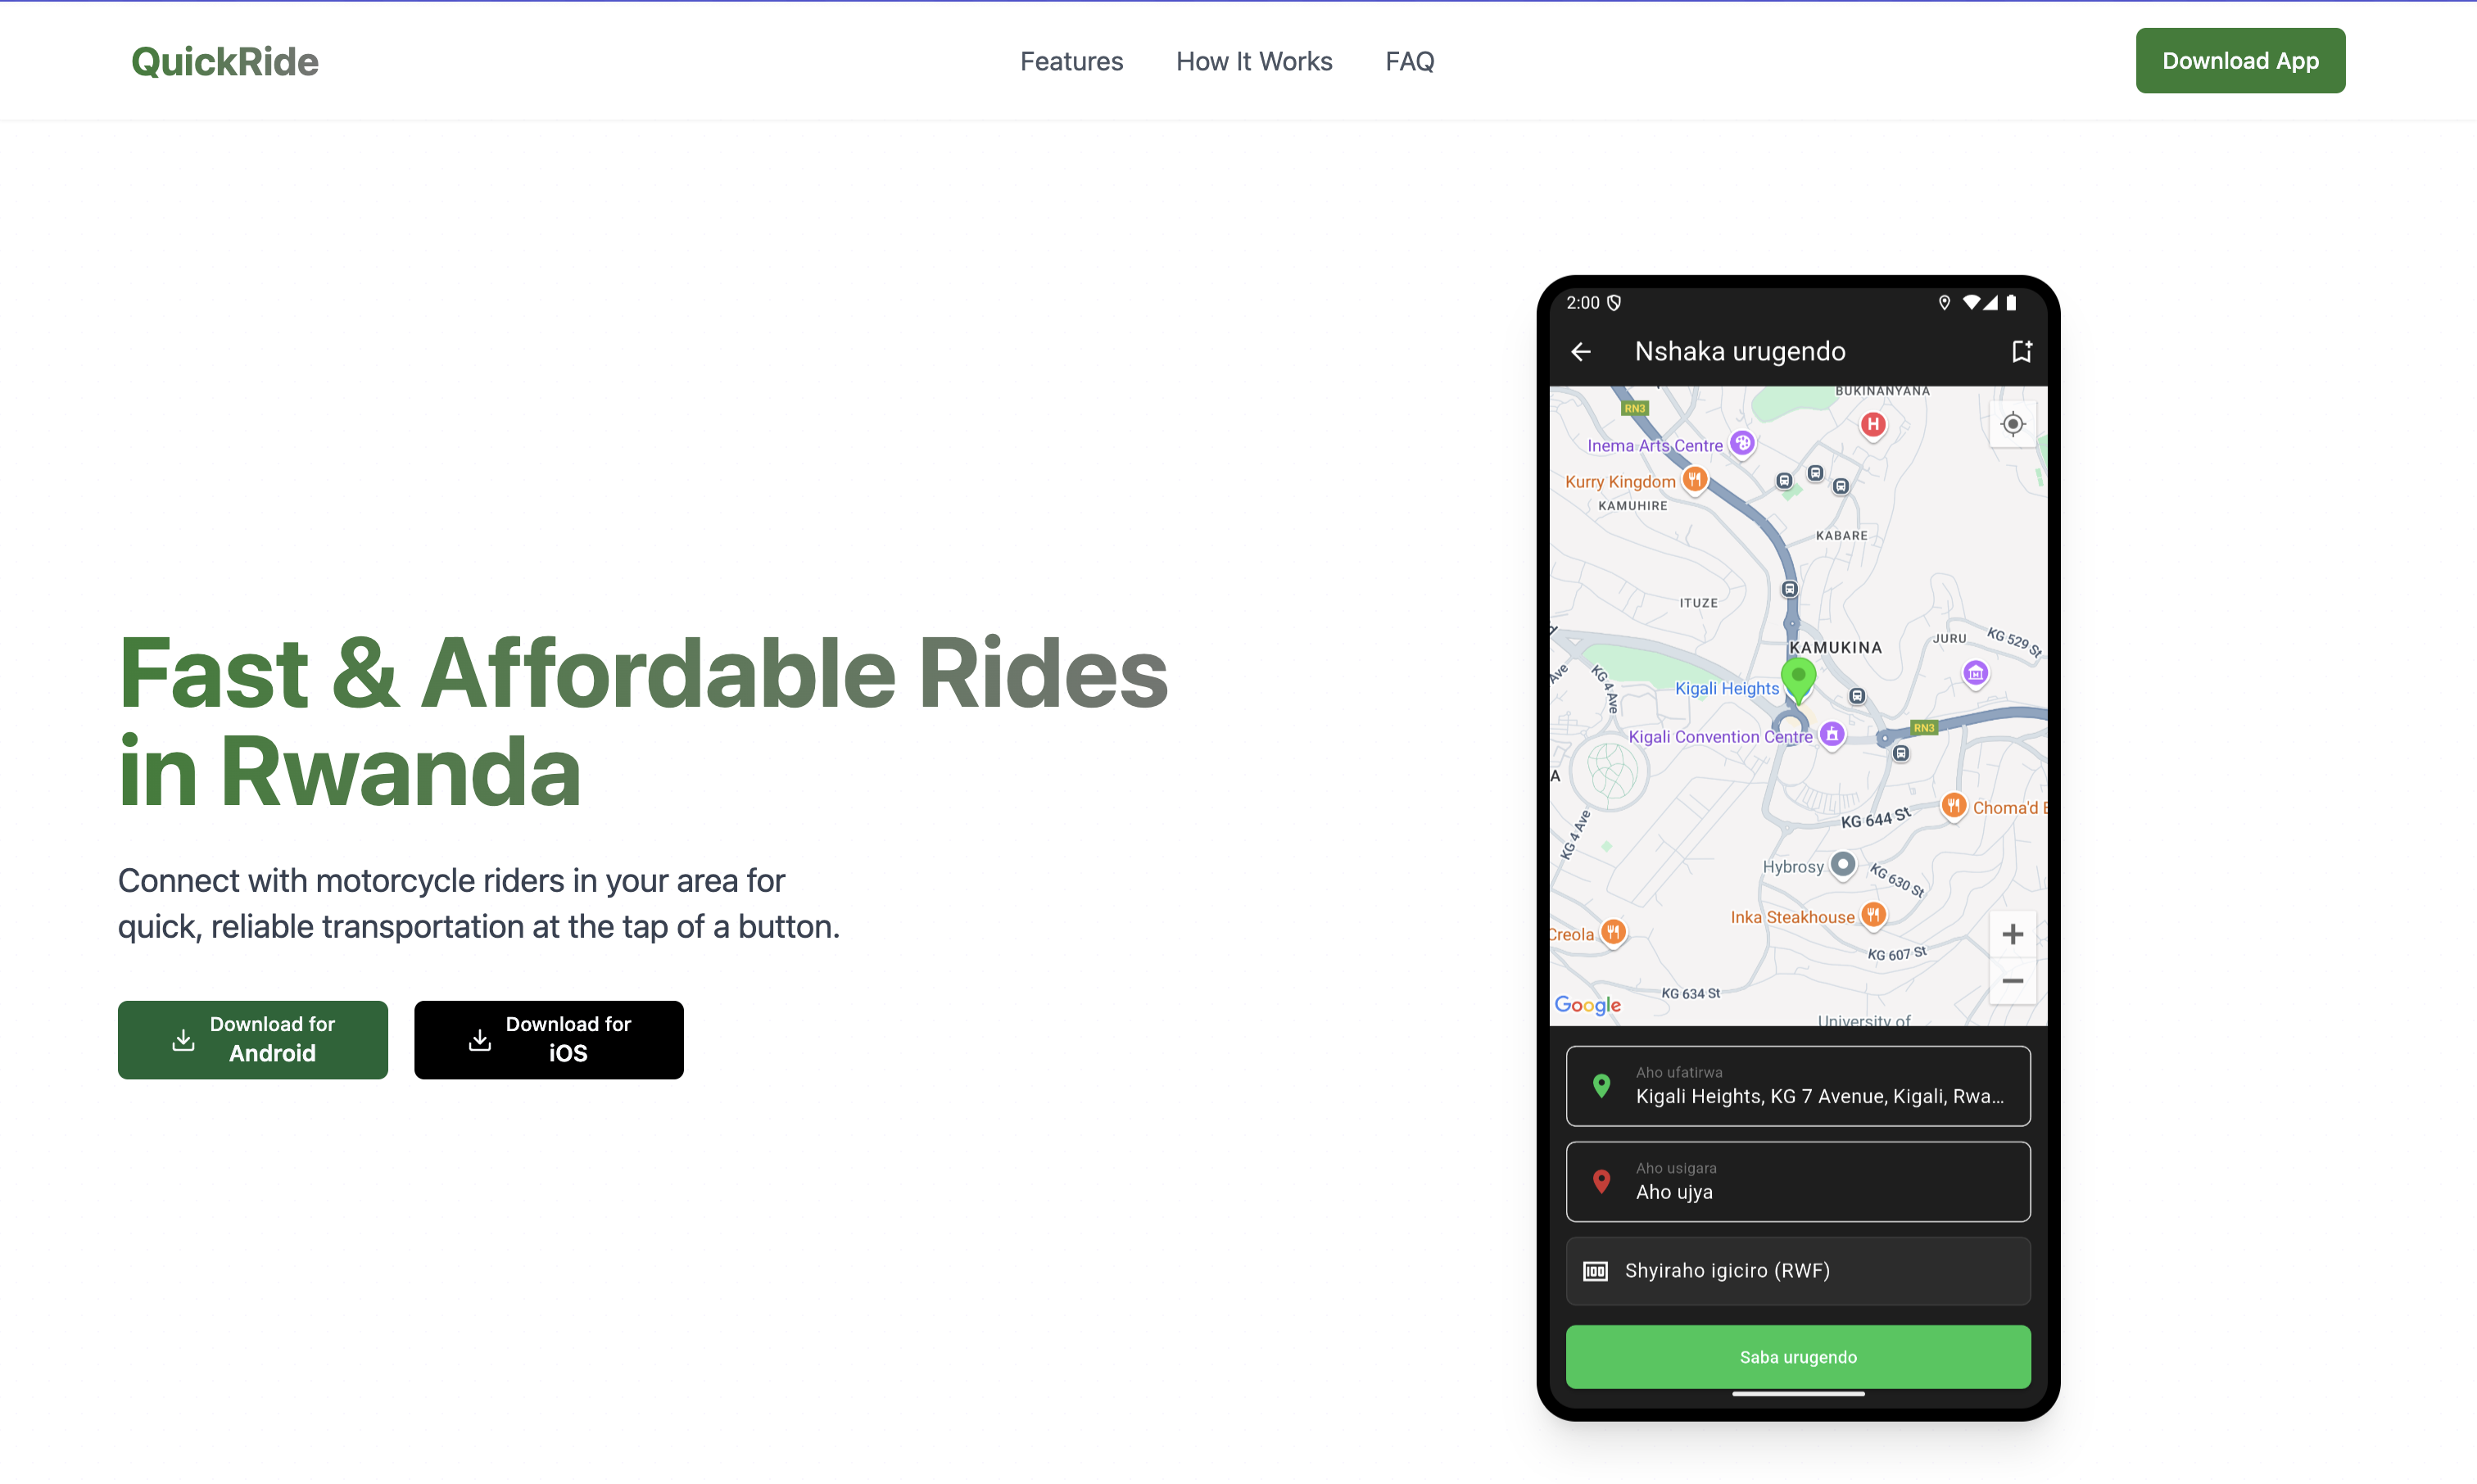 QuickRide
Features
How It Works
FAQ
Download App
Fast & Affordable Rides
in Rwanda
Connect with motorcycle riders in your area for
quick, reliable transportation at the tap of a button.
Download for
Android
Download for
iOS
2:00
Nshaka urugendo
BUKINANYANA
RN3
H
Inema Arts Centre
Kurry Kingdom
KAMUHIRE
KABARE
ITUZE
KAMUKINA
JURU
KG 529 St
Ave
KG 4 Ave
Kigali Heights
RN3
Kigali Convention Centre
A
KG 4 Ave
Choma'd
KG 644 St
Hybrosy
KG 630 St
Inka Steakhouse
Creola
KG 607 St
KG 634 St
Google
University of
Aho ufatirwa
Kigali Heights, KG 7 Avenue, Kigali, Rwa...
Aho usigara
Aho ujya
Shyiraho igiciro (RWF)
Saba urugendo